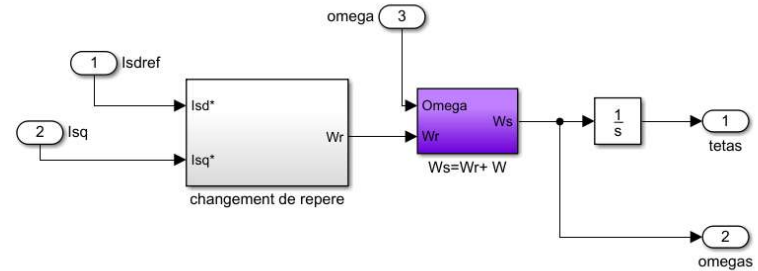 omega
3
1
Isdref
2
Isq
Isd*
Isq*
Wr
changement de repere
Omega
Wr
Ws
Ws=Wr+ W
1
s
1
tetas
2
omegas